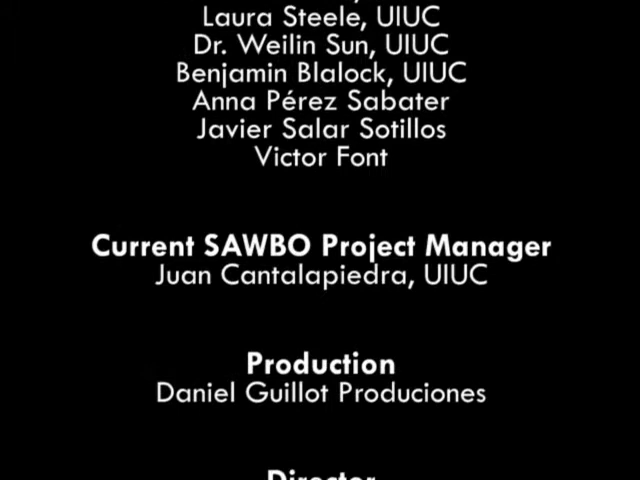 Laura Steele, UIUC
Dr. Weilin Sun, UIUC
Benjamin Blalock, UIUC
Anna Pérez Sabater
Javier Salar Sotillos
Victor Font
Current SAWBO Project Manager
Juan Cantalapiedra, UIUC
Production
Daniel Guillot Produciones
Director